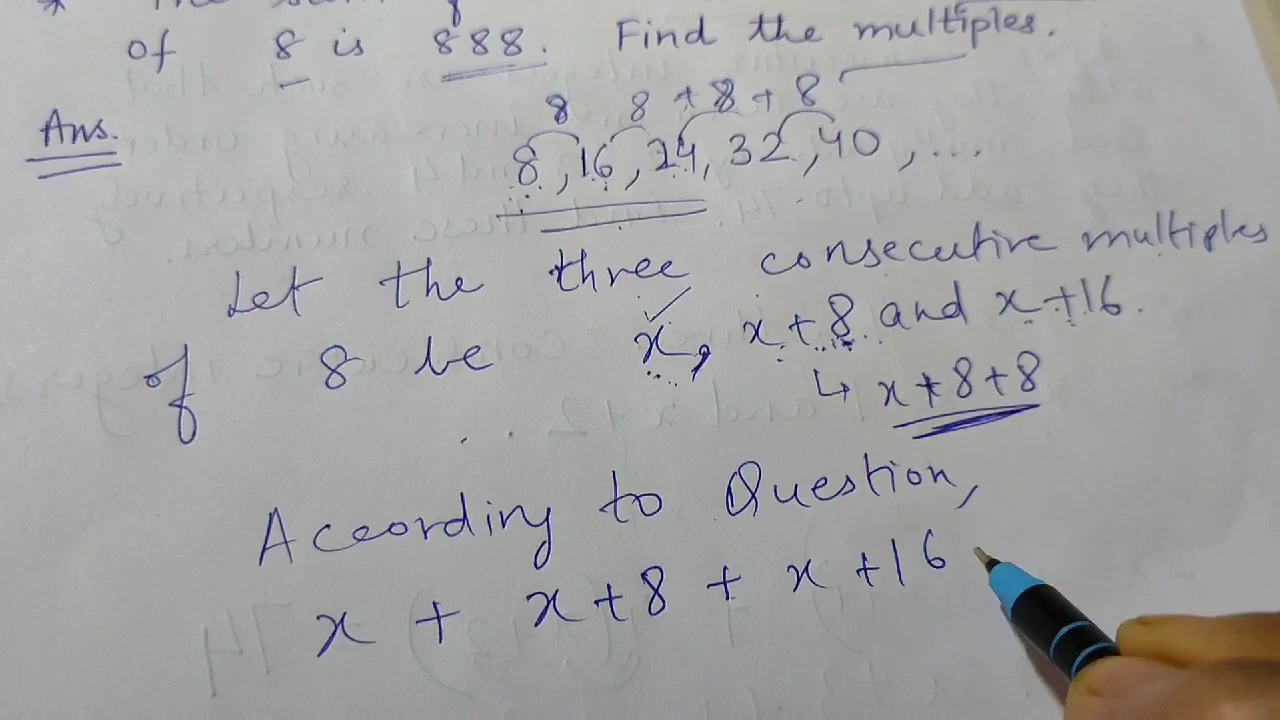 of 8 is 888. Find the multiples.
8 8 + 8 + 8
Ans. 8, 16, 24, 32, 40, ...
Let the three consecutive multiples
of 8 be x, x + 8 and x + 16.
↳ x + 8 + 8
According to Question,
x + x + 8 + x + 16